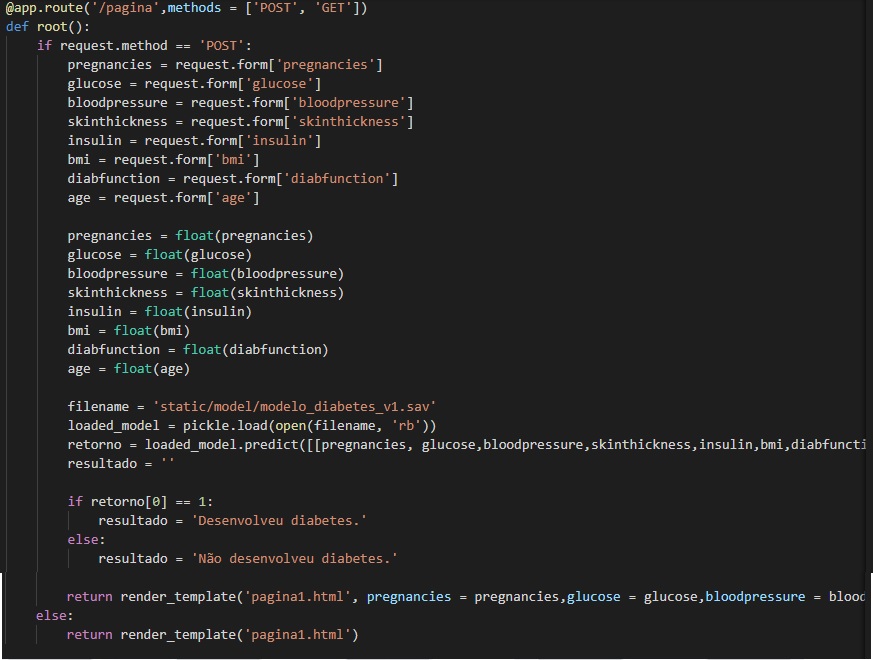 @app.route('/pagina',methods = ['POST', 'GET'])
def root():
    if request.method == 'POST':
        pregnancies = request.form['pregnancies']
        glucose = request.form['glucose']
        bloodpressure = request.form['bloodpressure']
        skinthickness = request.form['skinthickness']
        insulin = request.form['insulin']
        bmi = request.form['bmi']
        diabfunction = request.form['diabfunction']
        age = request.form['age']

        pregnancies = float(pregnancies)
        glucose = float(glucose)
        bloodpressure = float(bloodpressure)
        skinthickness = float(skinthickness)
        insulin = float(insulin)
        bmi = float(bmi)
        diabfunction = float(diabfunction)
        age = float(age)

        filename = 'static/model/modelo_diabetes_v1.sav'
        loaded_model = pickle.load(open(filename, 'rb'))
        retorno = loaded_model.predict([[pregnancies, glucose,bloodpressure,skinthickness,insulin,bmi,diabfuncti
        resultado = ''

        if retorno[0] == 1:
            resultado = 'Desenvolveu diabetes.'
        else:
            resultado = 'Não desenvolveu diabetes.'

        return render_template('pagina1.html', pregnancies = pregnancies,glucose = glucose,bloodpressure = blood
    else:
        return render_template('pagina1.html')